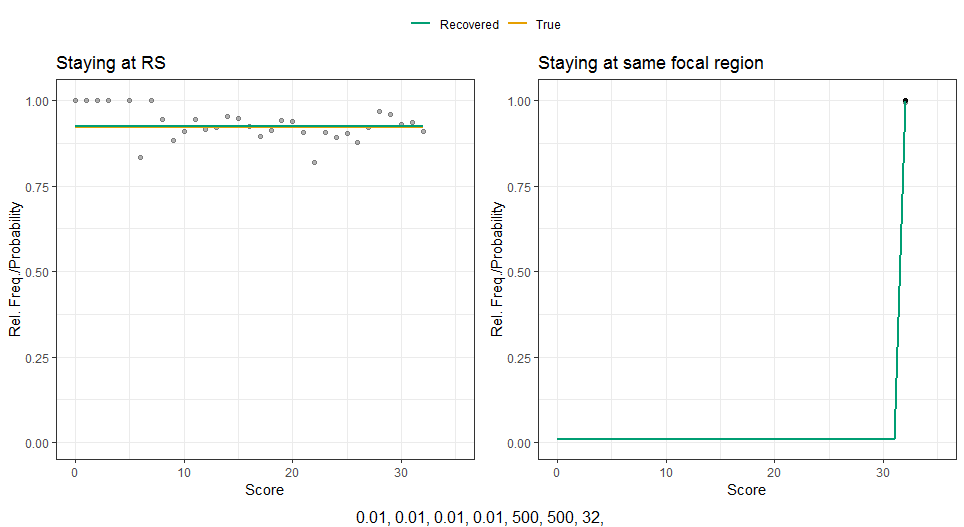 Recovered True
Staying at RS
Staying at same focal region
Rel. Freq./Probability
1.00
0.75
0.50
0.25
0.00
0 10 20 30
Score
Rel. Freq./Probability
1.00
0.75
0.50
0.25
0.00
0 10 20 30
Score
0.01, 0.01, 0.01, 0.01, 500, 500, 32,